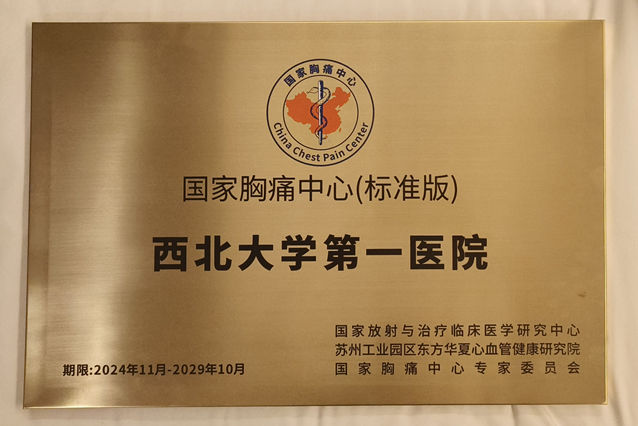 国家胸痛中心
China Chest Pain Center
国家胸痛中心(标准版)
西北大学第一医院
国家放射与治疗临床医学研究中心
苏州工业园区东方华夏心血管健康研究院
国家胸痛中心专家委员会
期限:2024年11月-2029年10月